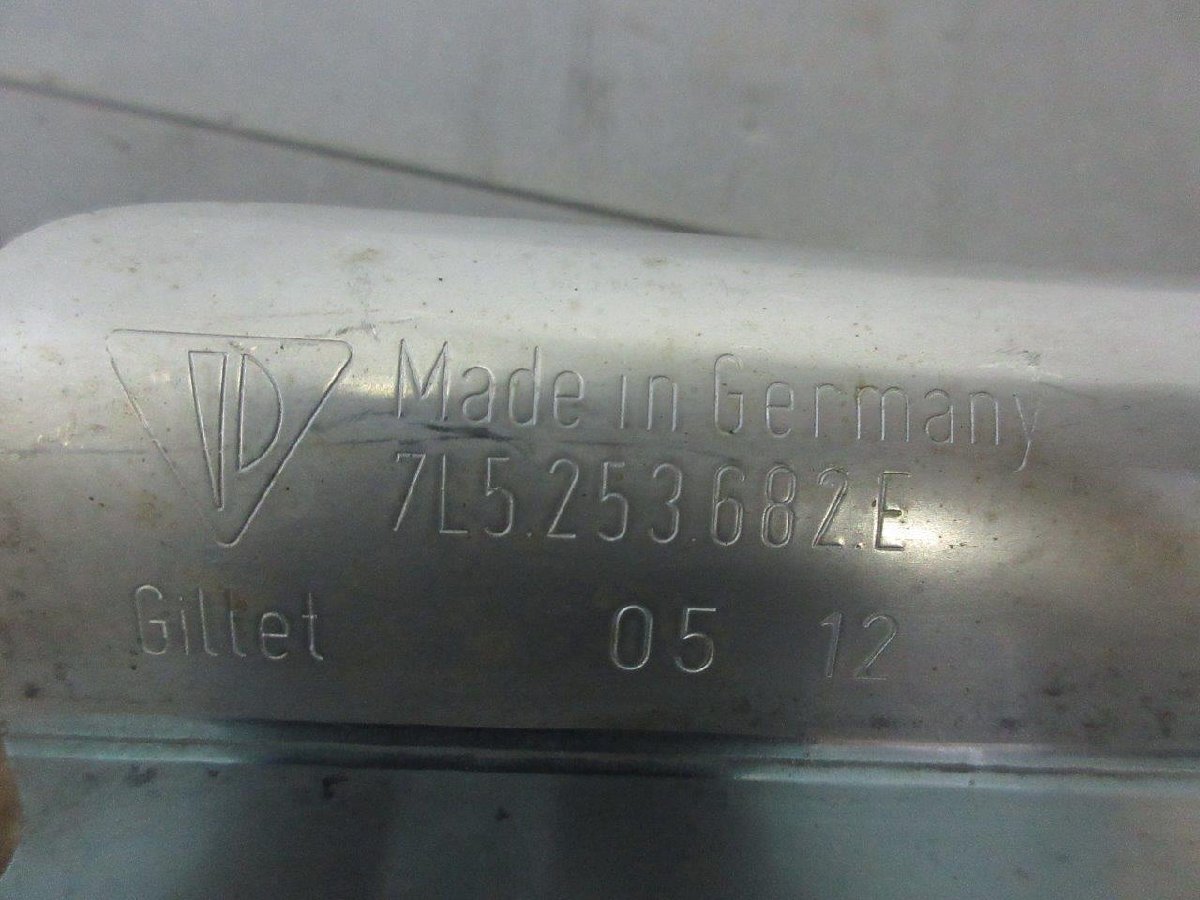 Made in Germany
7L5.253.682.E
Gillet 05 12